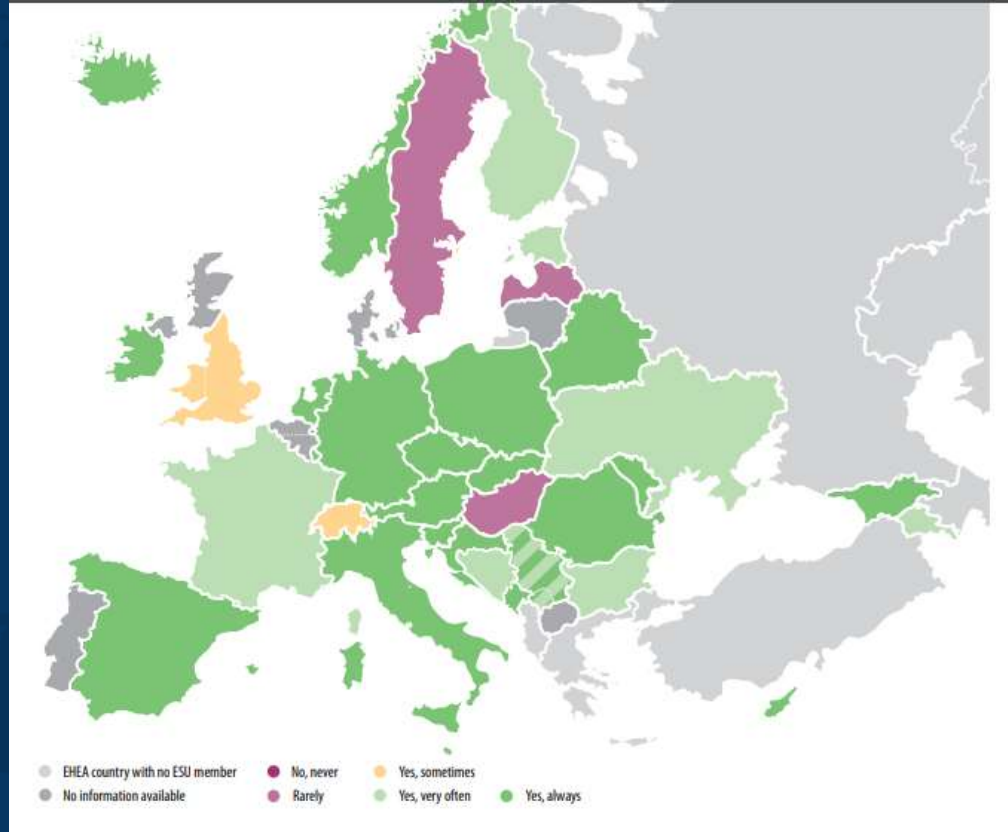 EHEA country with no ESU member
No, never
Yes, sometimes
No information available
Rarely
Yes, very often
Yes, always